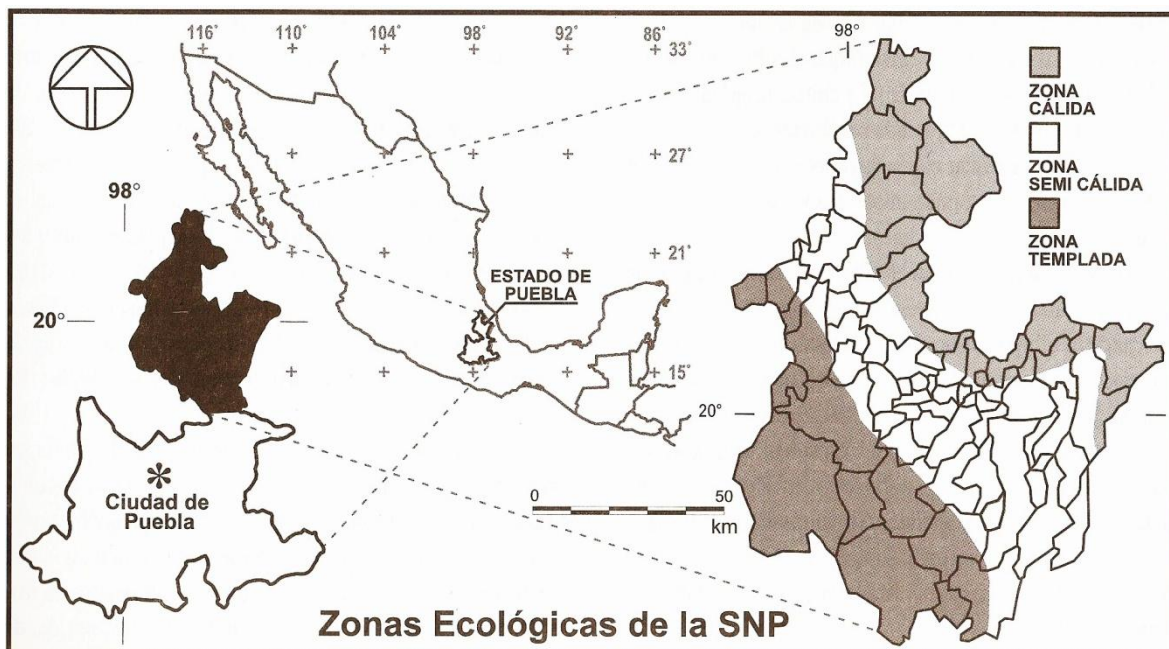 116° 110° 104° 98° 92° 86°
33°
98°
27°
21°
15°
98°
20°
ESTADO DE
PUEBLA
Ciudad de
Puebla
0 50
km
20°
ZONA
CÁLIDA
ZONA
SEMI CÁLIDA
ZONA
TEMPLADA
Zonas Ecológicas de la SNP